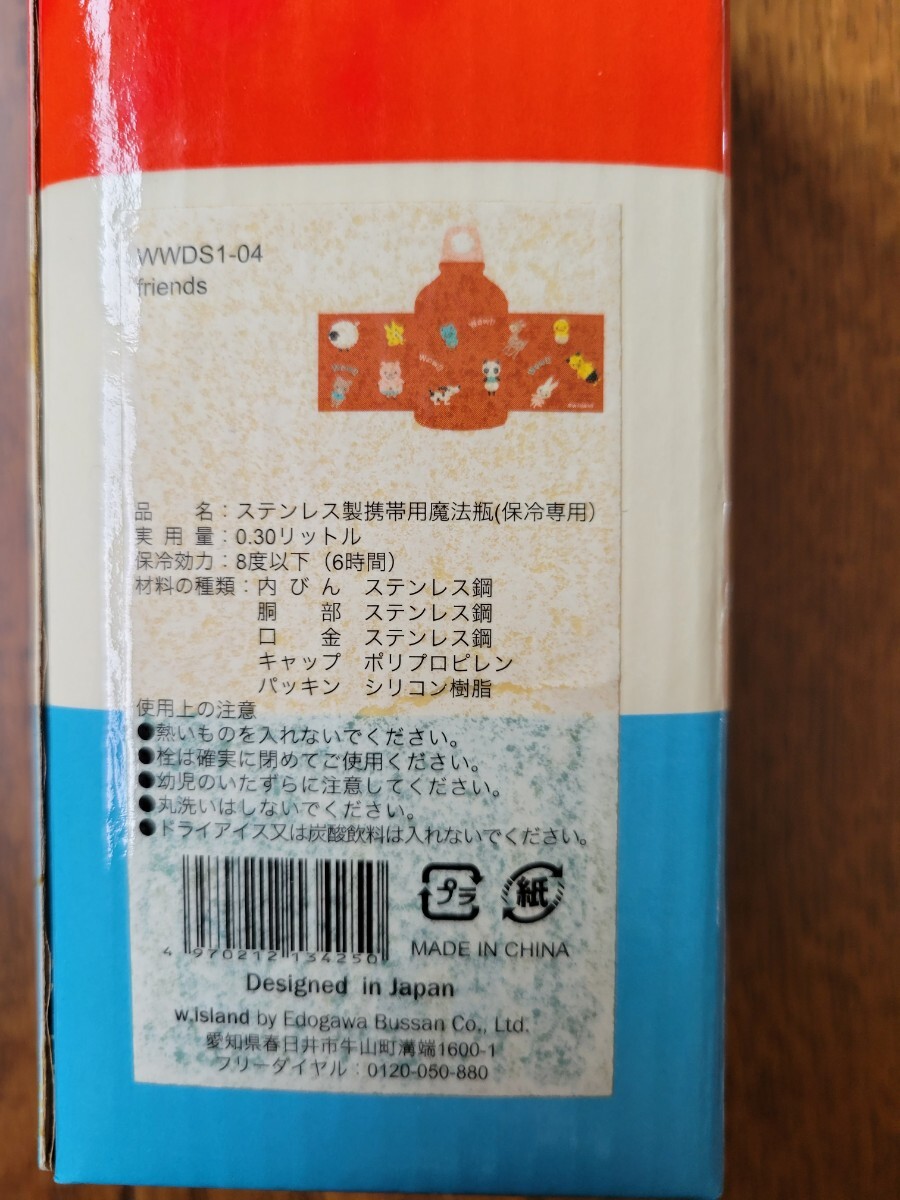 WWDS1-04
friends
品　　名：ステンレス製携帯用魔法瓶(保冷専用)
実 用 量：0.30リットル
保冷効力：8度以下（6時間）
材料の種類：内 び ん　ステンレス鋼
胴　　部　ステンレス鋼
口　　金　ステンレス鋼
キャップ　ポリプロピレン
パッキン　シリコン樹脂
使用上の注意
●熱いものを入れないでください。
●栓は確実に閉めてご使用ください。
●幼児のいたずらに注意してください。
●丸洗いはしないでください。
●ドライアイス又は炭酸飲料は入れないでください。
プラ 紙
4 970212 134250
MADE IN CHINA
Designed in Japan
w.Island by Edogawa Bussan Co., Ltd.
愛知県春日井市牛山町溝端1600-1
フリーダイヤル：0120-050-880